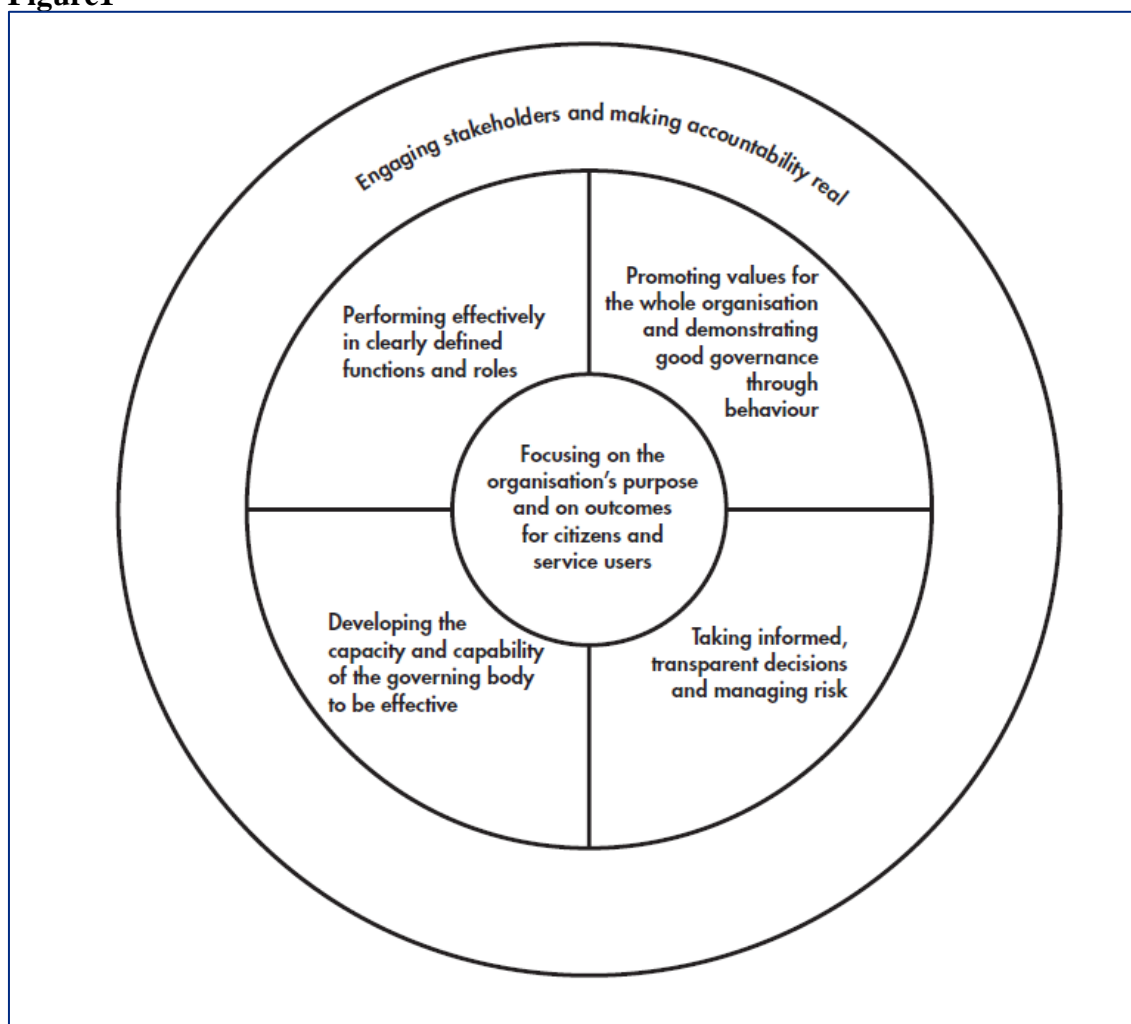 Figure1
Engaging stakeholders and making accountability real
Performing effectively
in clearly defined
functions and roles
Promoting values for
the whole organisation
and demonstrating
good governance
through
behaviour
Focusing on the
organisation's purpose
and on outcomes
for citizens and
service users
Developing the
capacity and capability
of the governing body
to be effective
Taking informed,
transparent decisions
and managing risk